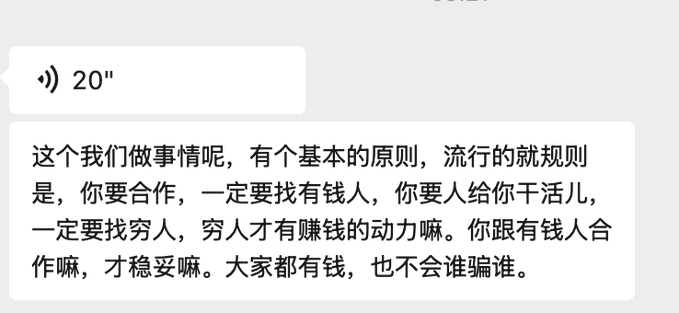 20"
这个我们做事情呢，有个基本的原则，流行的就规则
是，你要合作，一定要找有钱人，你要人给你干活儿，
一定要找穷人，穷人才有赚钱的动力嘛。你跟有钱人合
作嘛，才稳妥嘛。大家都有钱，也不会谁骗谁。